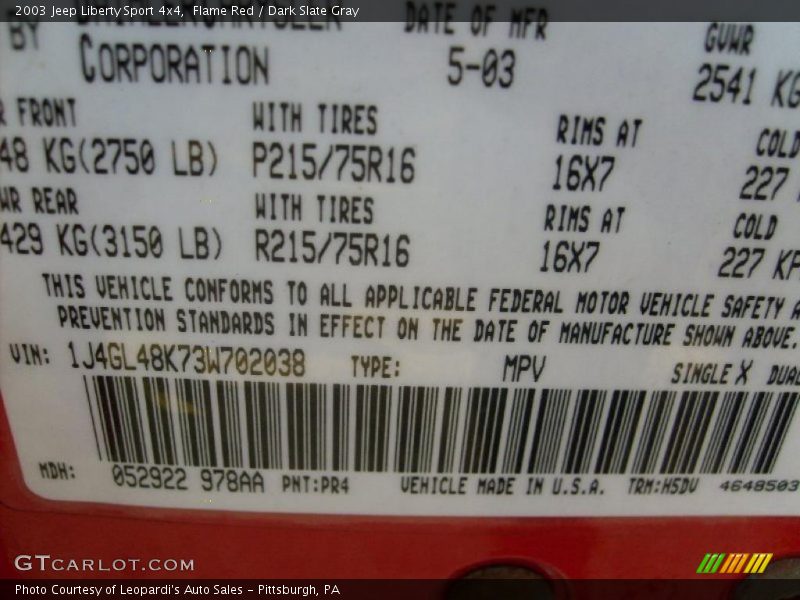 2003 Jeep Liberty Sport 4x4, Flame Red / Dark Slate Gray
BY DATE OF MFR GVWR
CORPORATION 5-03 2541 KG
R FRONT WITH TIRES RIMS AT COLD
48 KG(2750 LB) P215/75R16 16X7 227
WR REAR WITH TIRES RIMS AT COLD
429 KG(3150 LB) R215/75R16 16X7 227 KP
THIS VEHICLE CONFORMS TO ALL APPLICABLE FEDERAL MOTOR VEHICLE SAFETY A
PREVENTION STANDARDS IN EFFECT ON THE DATE OF MANUFACTURE SHOWN ABOVE.
VIN: 1J4GL48K73W702038 TYPE: MPV SINGLE X DUAL
MDH: 052922 978AA PNT:PR4 VEHICLE MADE IN U.S.A. TRM:H5DV 4648503
GTCARLOT.COM
Photo Courtesy of Leopardi's Auto Sales - Pittsburgh, PA